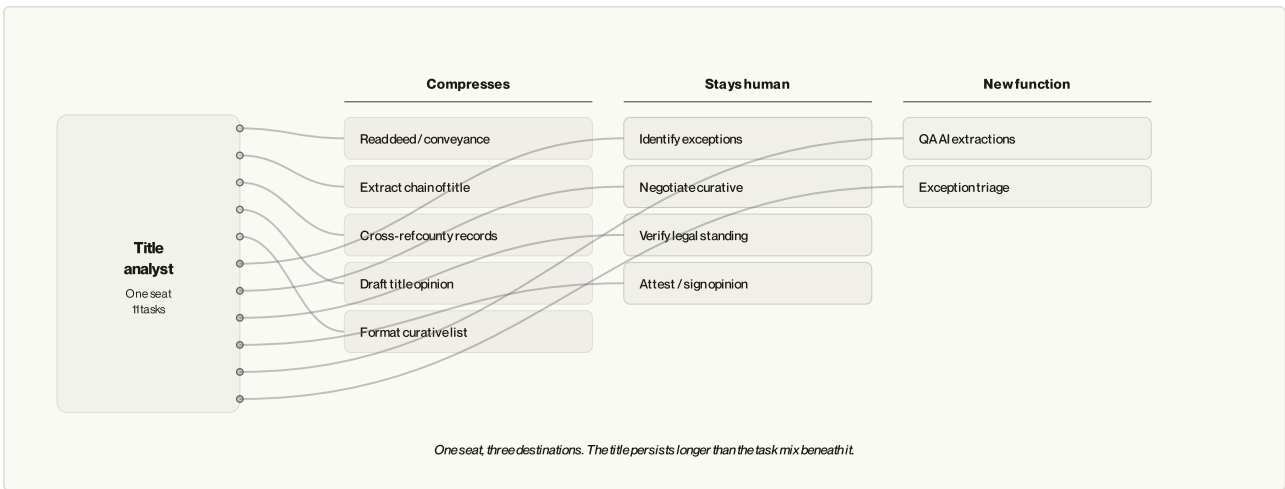 Compresses
Stays human
New function
Title
analyst
One seat
11 tasks
Read deed / conveyance
Extract chain of title
Cross-ref county records
Draft title opinion
Format curative list
Identify exceptions
Negotiate curative
Verify legal standing
Attest / sign opinion
QA AI extractions
Exception triage
One seat, three destinations. The title persists longer than the task mix beneath it.